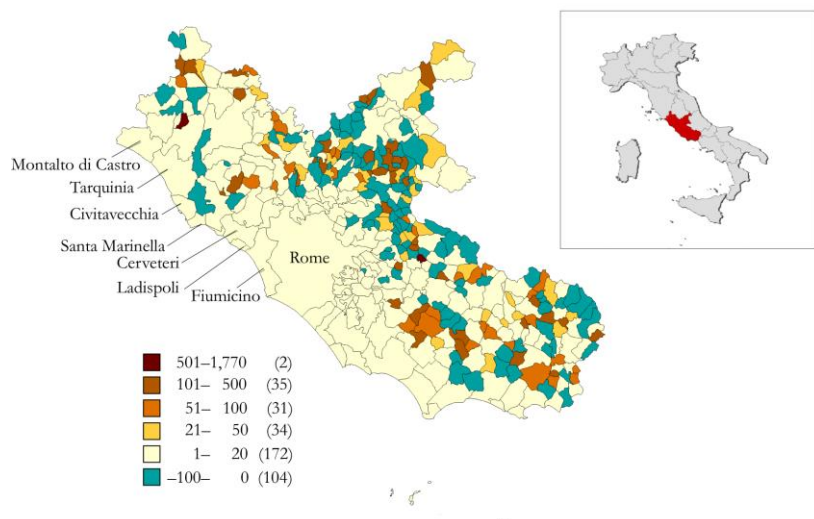 Montalto di Castro
Tarquinia
Civitavecchia
Santa Marinella
Cerveteri
Ladispoli
Fiumicino
Rome
501–1,770 (2)
101– 500 (35)
51– 100 (31)
21– 50 (34)
1– 20 (172)
–100– 0 (104)